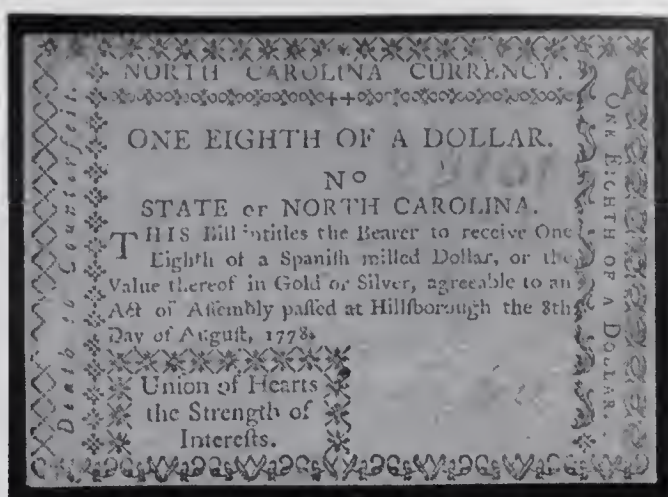 NORTH CAROLINA CURRENCY.
ONE EIGHTH OF A DOLLAR.
No
STATE of NORTH CAROLINA.
THIS Bill intitles the Bearer to receive One
Eighth of a Spaniſh milled Dollar, or the
Value thereof in Gold or Silver, agreeable to an
Act of Aſſembly paſſed at Hillſborough the 8th
Day of Auguſt, 1778.
Union of Hearts
the Strength of
Intereſts.
Death to Counterfeit.
ONE EIGHTH OF A DOLLAR.